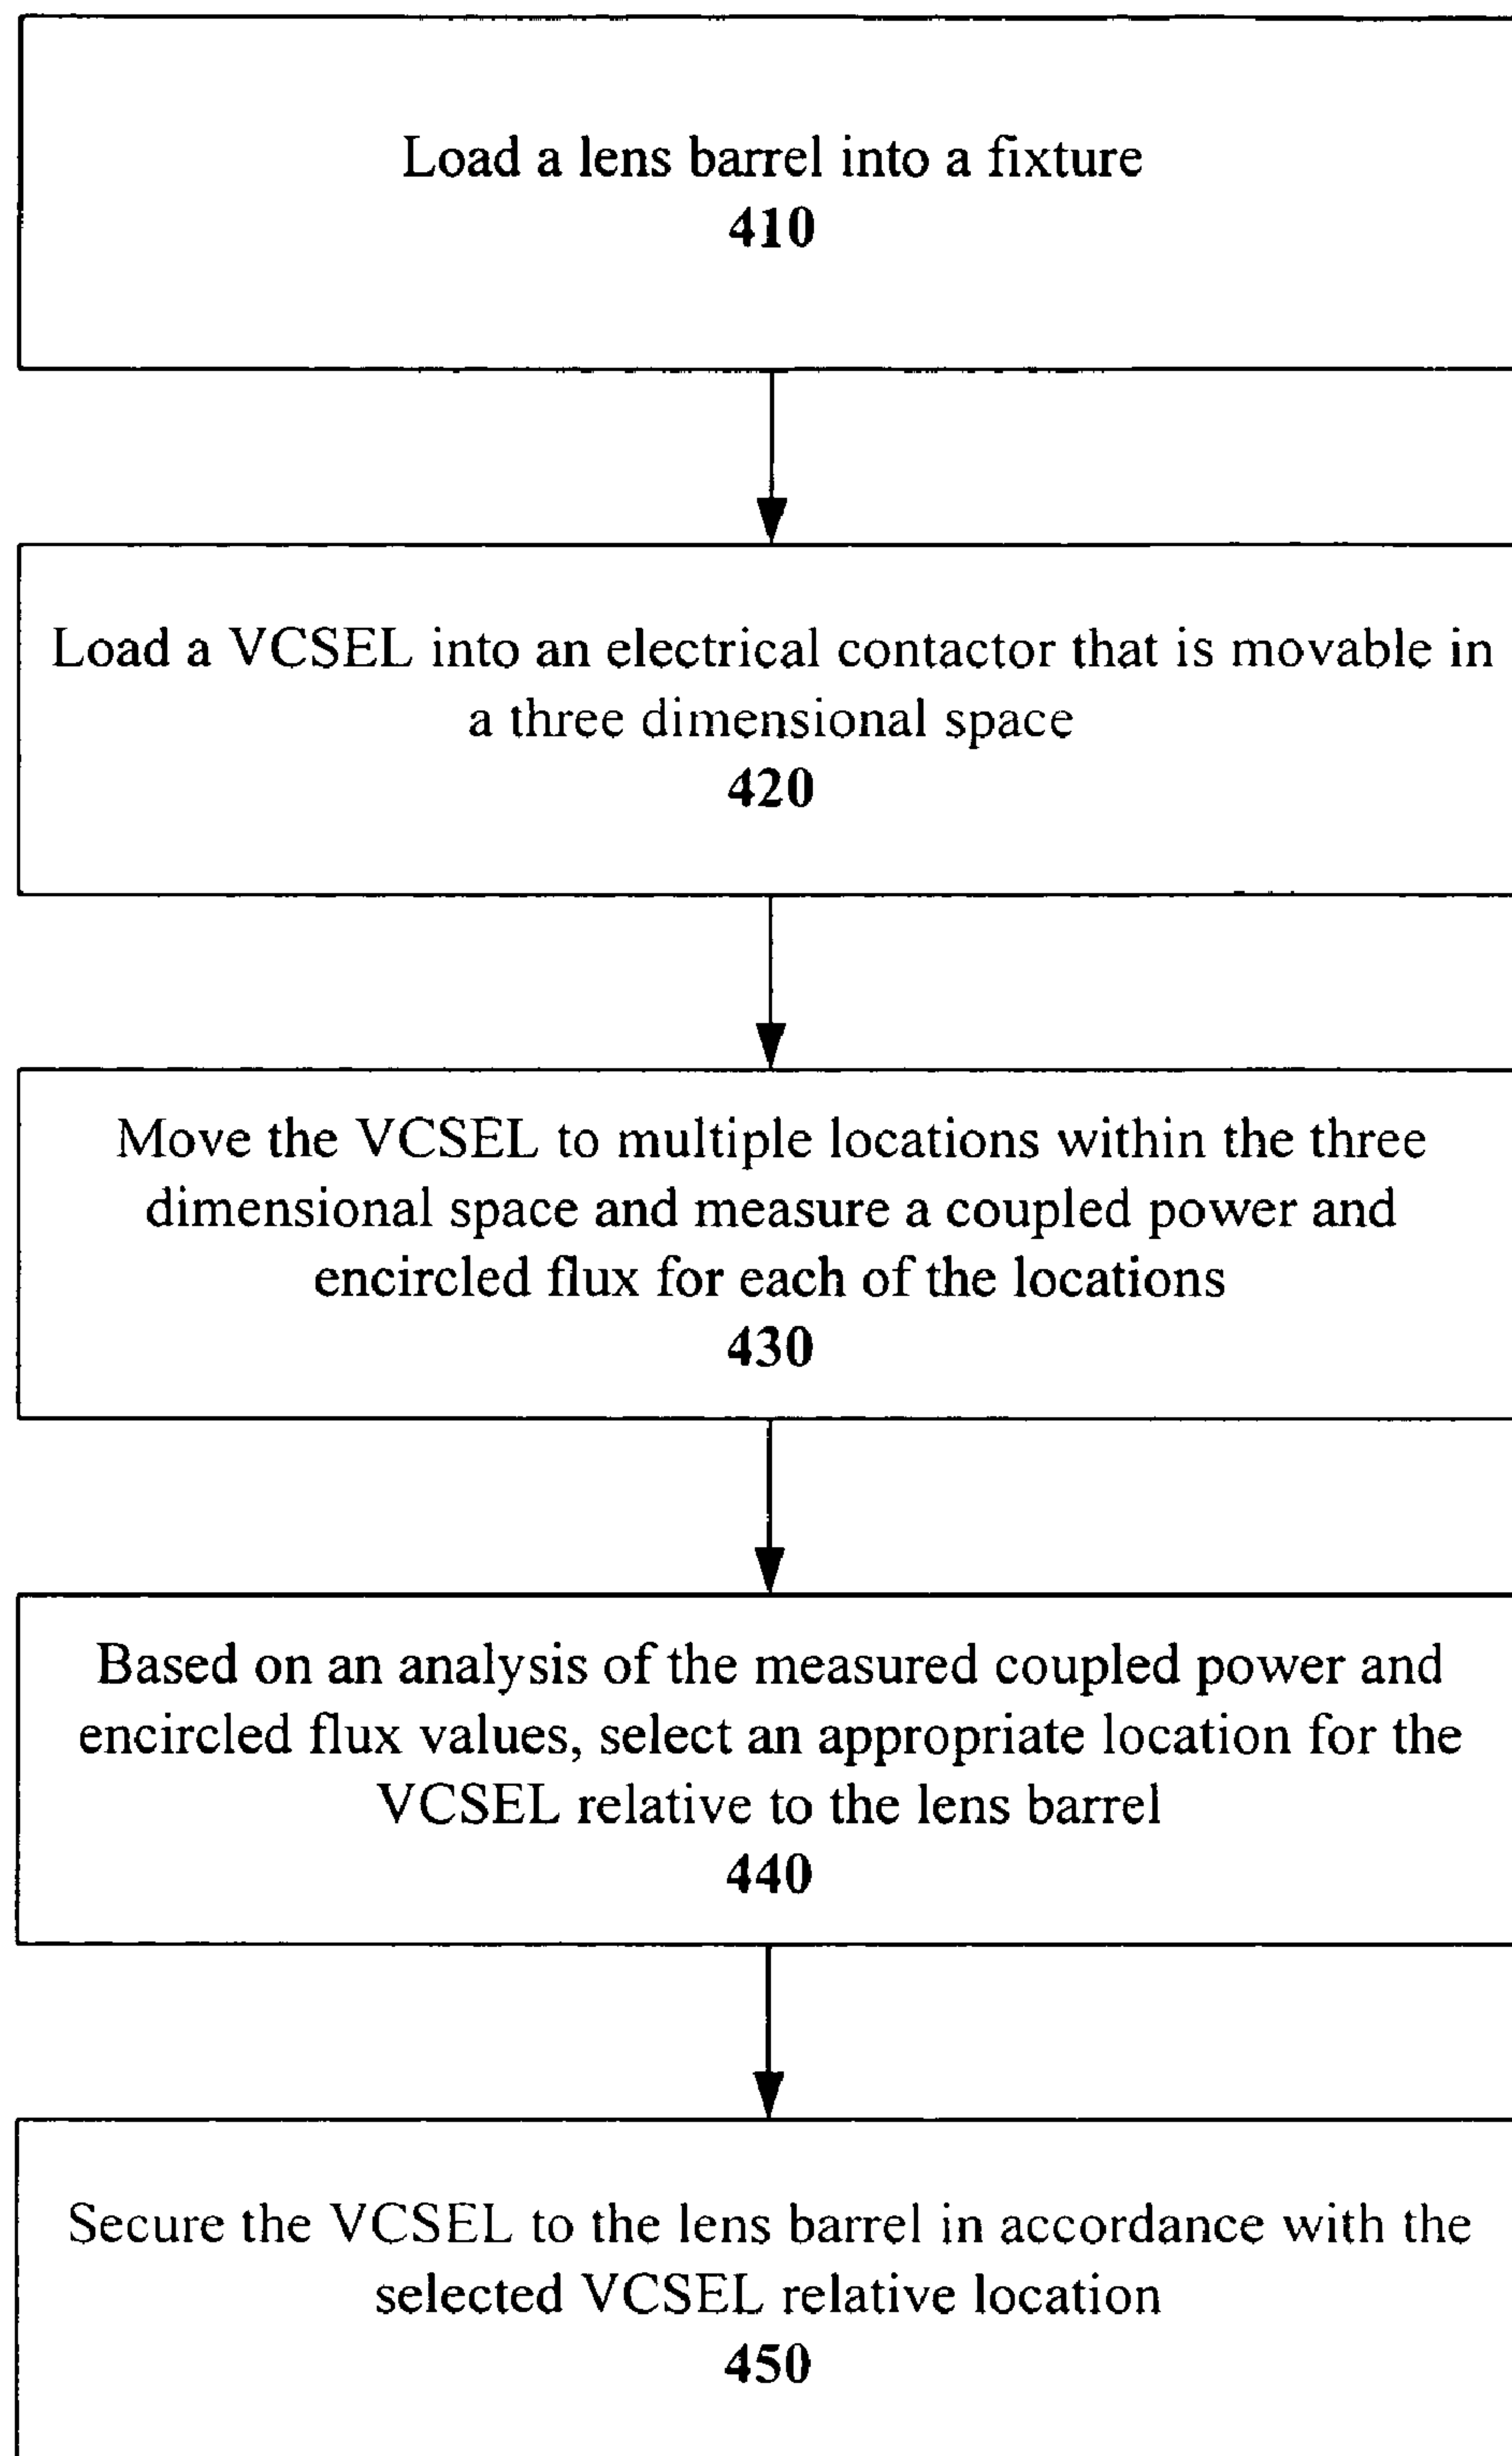 Load a lens barrel into a fixture
410
Load a VCSEL into an electrical contactor that is movable in
a three dimensional space
420
Move the VCSEL to multiple locations within the three
dimensional space and measure a coupled power and
encircled flux for each of the locations
430
Based on an analysis of the measured coupled power and
encircled flux values, select an appropriate location for the
VCSEL relative to the lens barrel
440
Secure the VCSEL to the lens barrel in accordance with the
selected VCSEL relative location
450